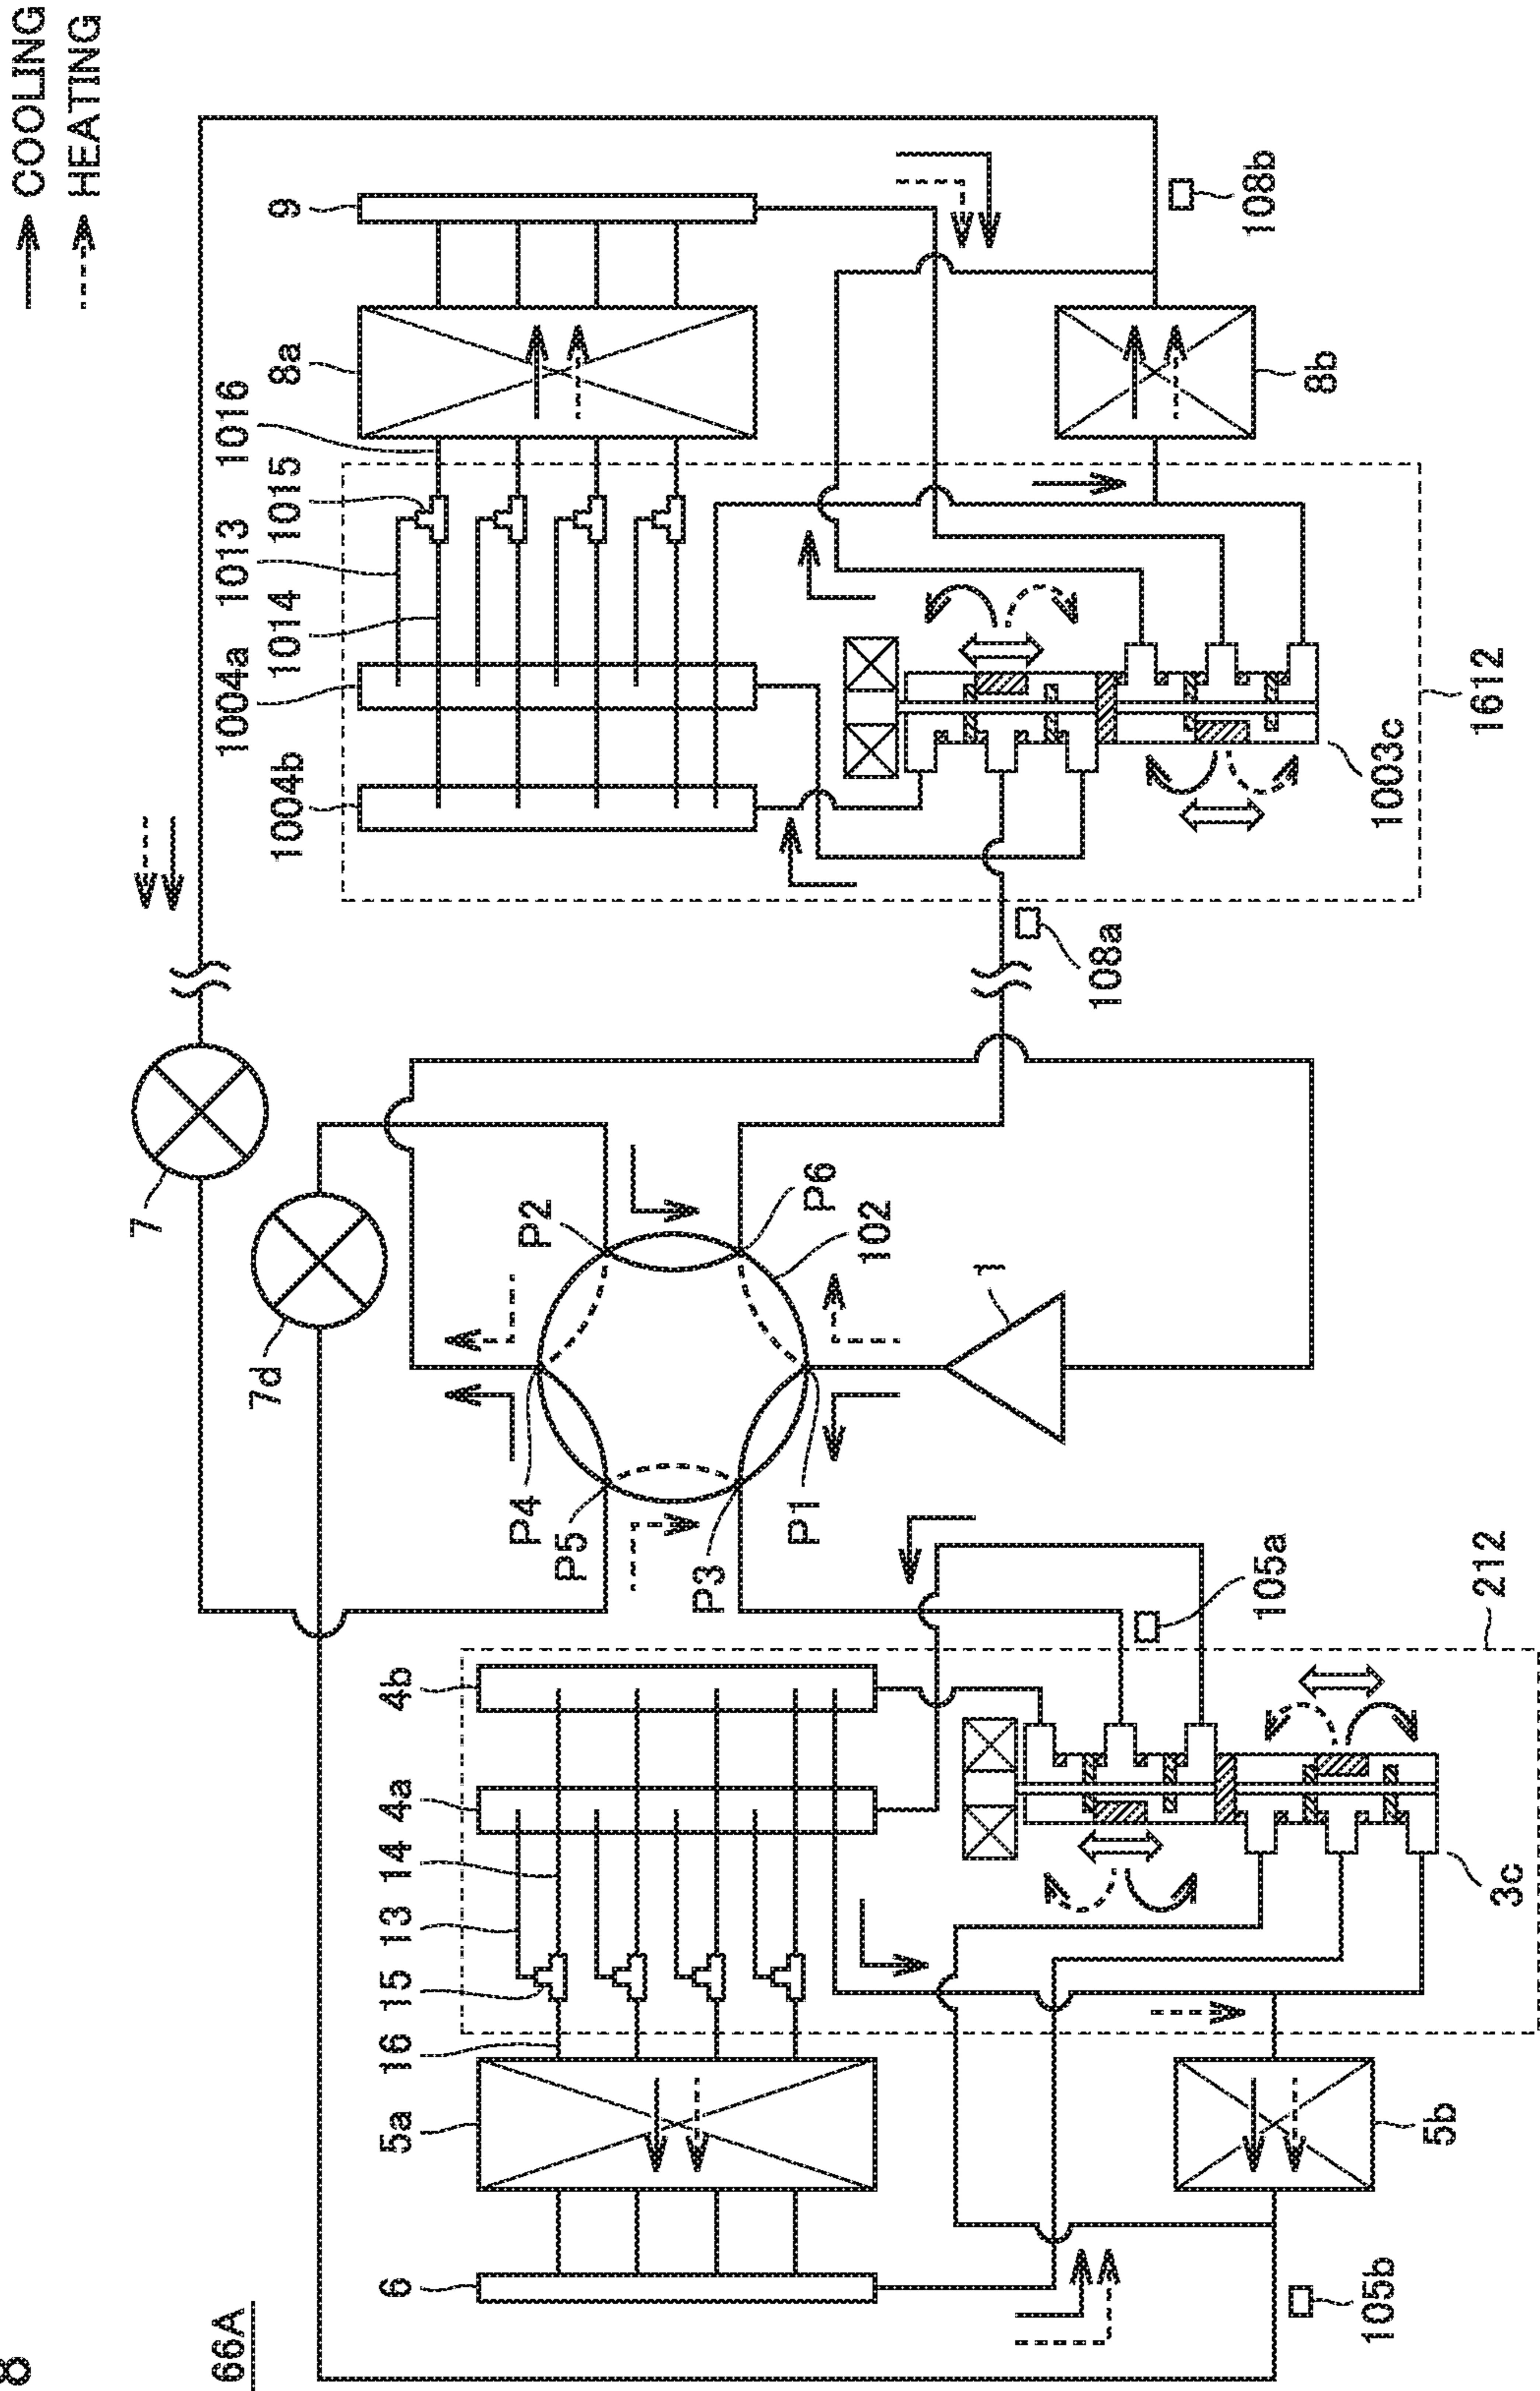 8
66A
COOLING
HEATING
7
7d
P2
P6
102
1
P4
P5
P3
P1
9
8a
1016
1015
1013
1014
1004a
1004b
108b
8b
1612
1003c
108a
105a
212
4b
4a
14
13
15
16
5a
6
3c
5b
105b